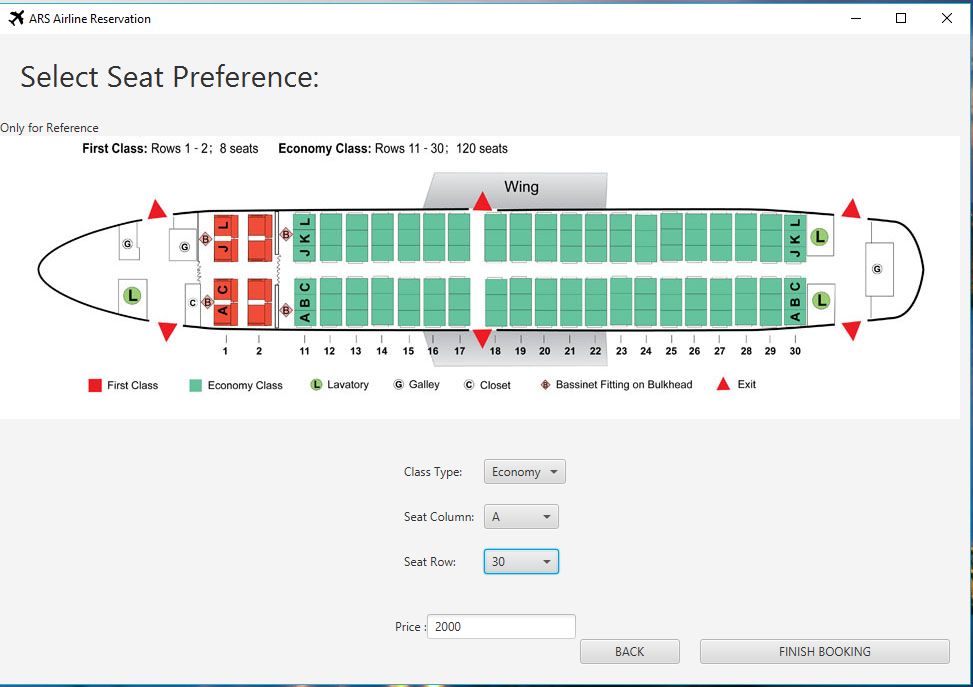 ARS Airline Reservation
Select Seat Preference:
Only for Reference
First Class: Rows 1 - 2; 8 seats Economy Class: Rows 11 - 30; 120 seats
Wing
G
G B J L B J K L J K L L
G
L C B A C B A B C A B C L
1 2 11 12 13 14 15 16 17 18 19 20 21 22 23 24 25 26 27 28 29 30
First Class Economy Class L Lavatory G Galley C Closet B Bassinet Fitting on Bulkhead Exit
Class Type: Economy
Seat Column: A
Seat Row: 30
Price : 2000
BACK FINISH BOOKING